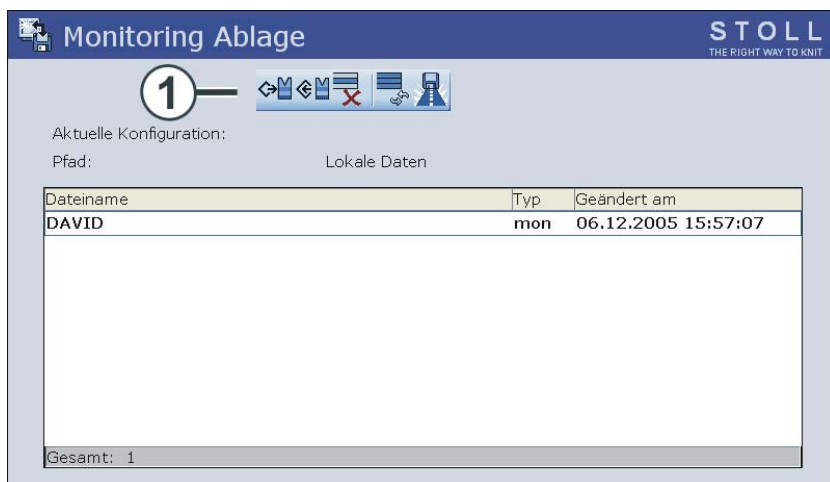 Monitoring Ablage
STOLL
THE RIGHT WAY TO KNIT
1
Aktuelle Konfiguration:
Pfad: Lokale Daten
Dateiname Typ Geändert am
DAVID mon 06.12.2005 15:57:07
Gesamt: 1